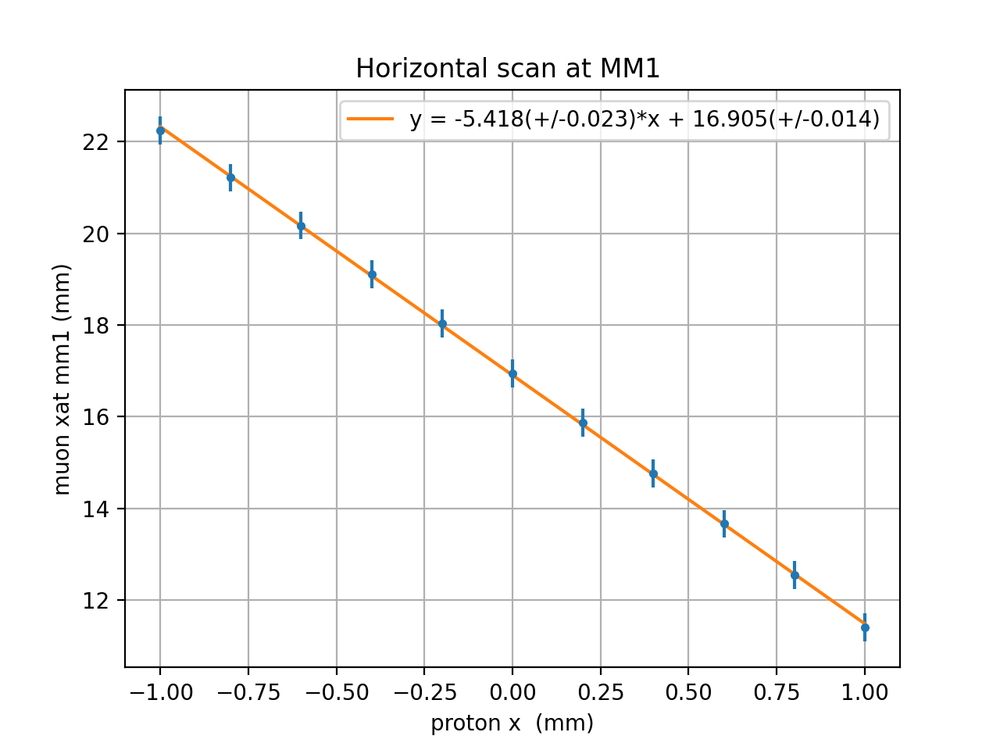 Horizontal scan at MM1
y = -5.418(+/-0.023)*x + 16.905(+/-0.014)
muon xat mm1 (mm)
22
20
18
16
14
12
−1.00 −0.75 −0.50 −0.25 0.00 0.25 0.50 0.75 1.00
proton x  (mm)